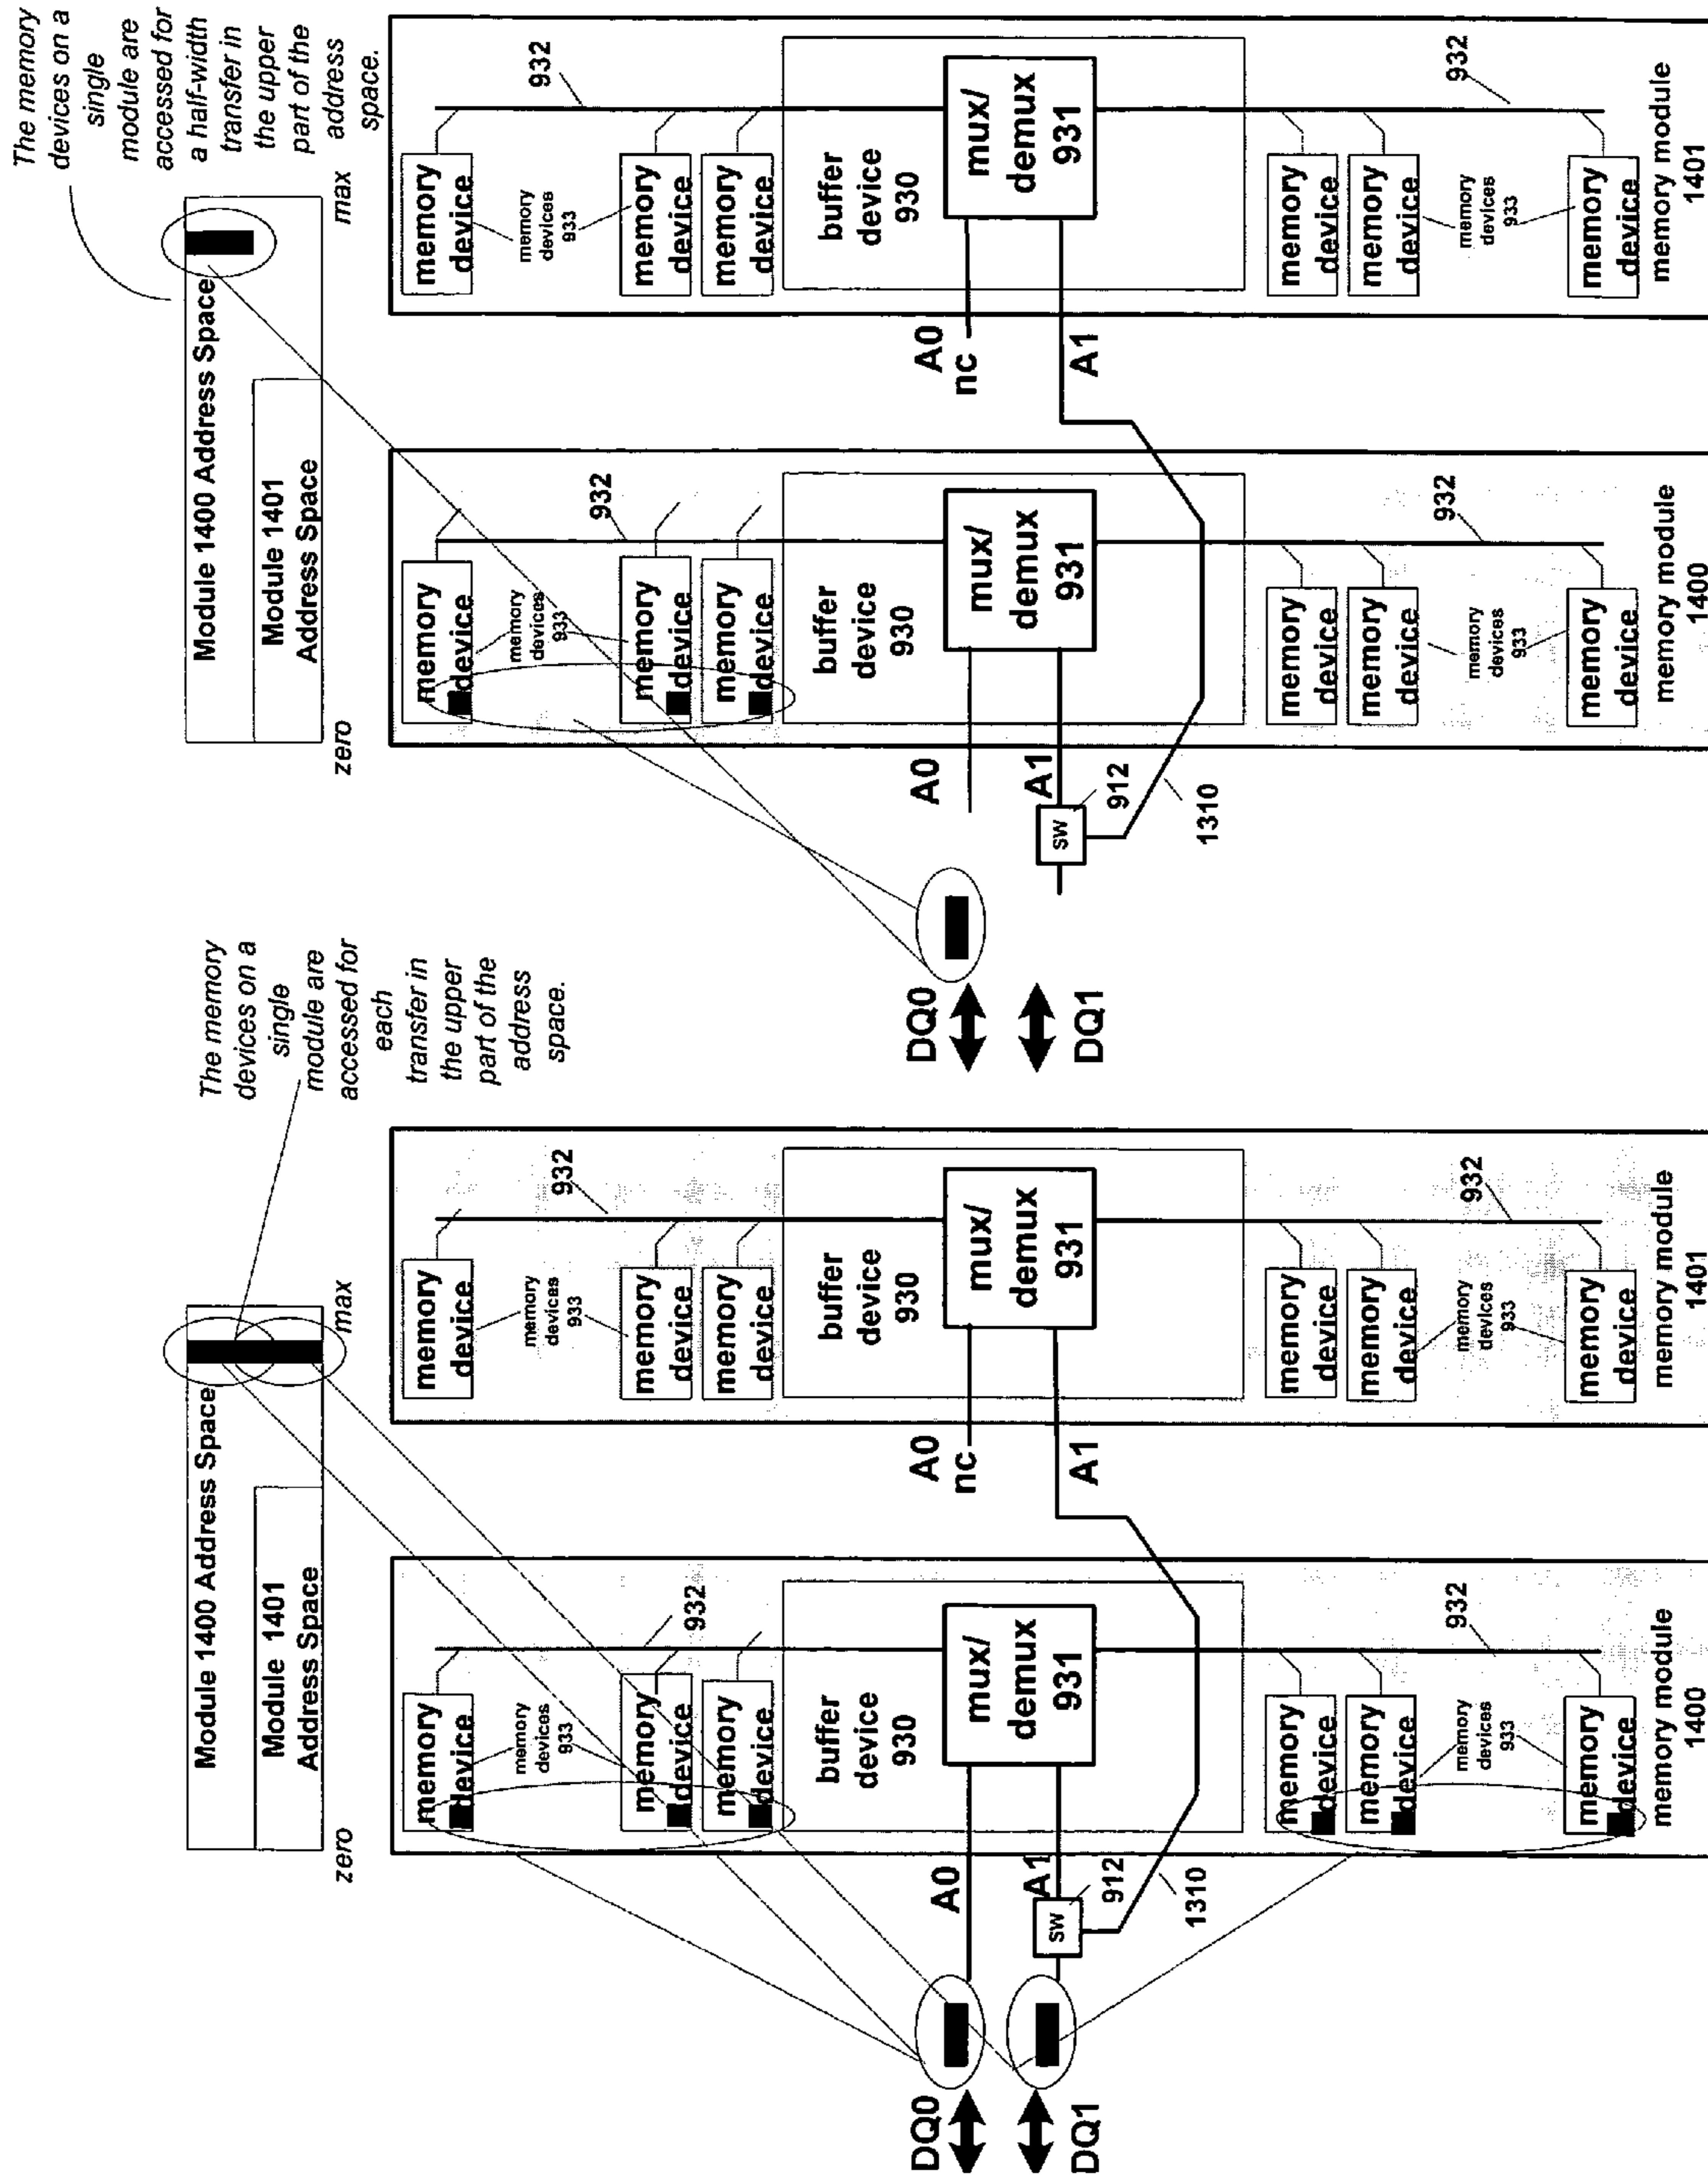 The memory
devices on a
single
module are
accessed for
each
transfer in
the upper
part of the
address
space.
Module 1400 Address Space
Module 1401
Address Space
zero
max
DQ0
DQ1
A0
A1
sw
912
1310
memory
device
memory
devices
933
memory
device
memory
device
932
buffer
device
930
mux/
demux
931
932
memory
device
memory
device
memory
devices
933
memory
device
memory module
1400
A0
nc
A1
memory
device
memory
devices
933
memory
device
memory
device
932
buffer
device
930
mux/
demux
931
932
memory
device
memory
device
memory
devices
933
memory
device
memory module
1401
The memory
devices on a
single
module are
accessed for
a half-width
transfer in
the upper
part of the
address
space.
Module 1400 Address Space
Module 1401
Address Space
zero
max
DQ0
DQ1
A0
A1
sw
912
1310
memory
device
memory
devices
933
memory
device
memory
device
932
buffer
device
930
mux/
demux
931
932
memory
device
memory
device
memory
devices
933
memory
device
memory module
1400
A0
nc
A1
memory
device
memory
devices
933
memory
device
memory
device
932
buffer
device
930
mux/
demux
931
932
memory
device
memory
device
memory
devices
933
memory
device
memory module
1401